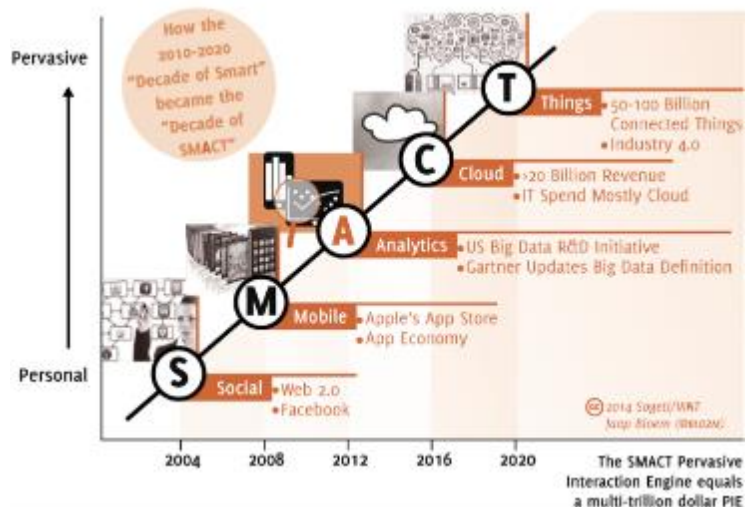 How the
2010-2020
"Decade of Smart"
became the
"Decade of
SMACT"
Pervasive
Personal
T
Things
• 50-100 Billion
Connected Things
• Industry 4.0
C
Cloud
• >20 Billion Revenue
• IT Spend Mostly Cloud
A
Analytics
• US Big Data R&D Initiative
• Gartner Updates Big Data Definition
M
Mobile
• Apple's App Store
• App Economy
S
Social
• Web 2.0
• Facebook
cc 2014 Sogeti/VINT
Jaap Bloem
2004 2008 2012 2016 2020
The SMACT Pervasive
Interaction Engine equals
a multi-trillion dollar PIE